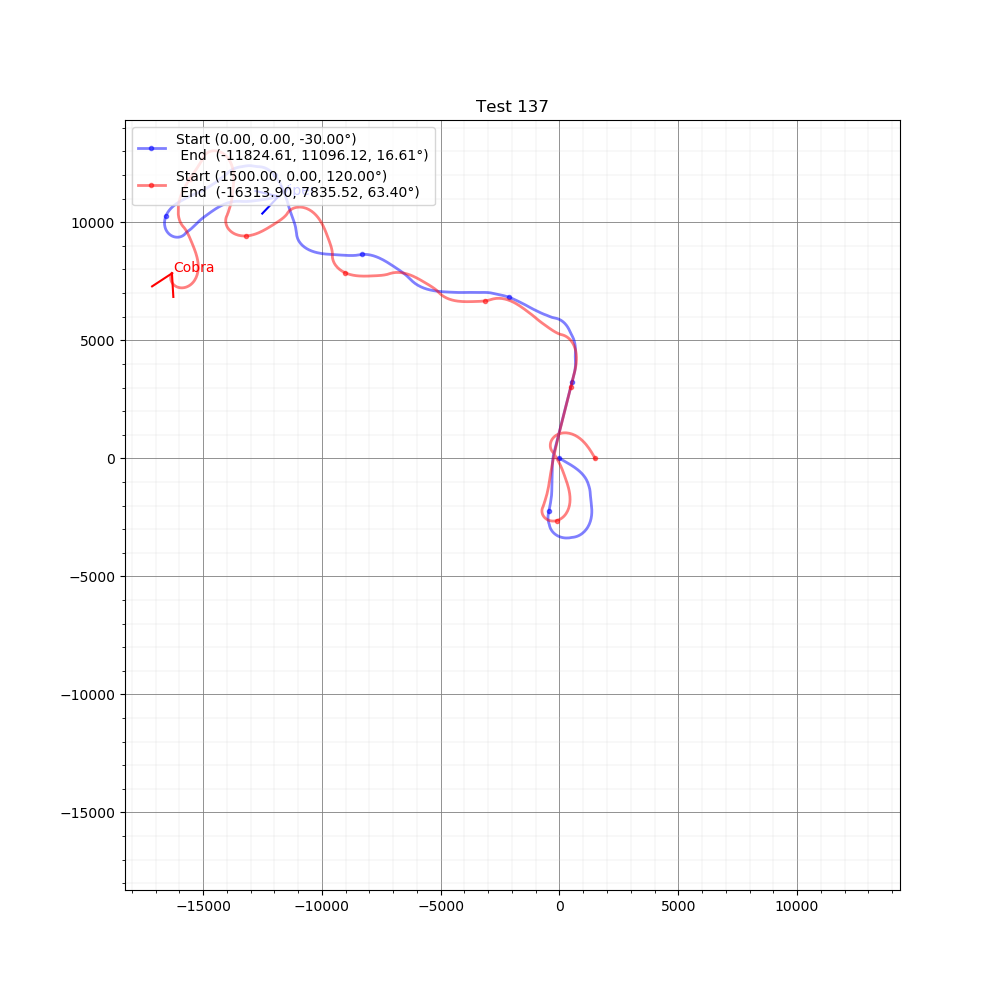 Test 137
Start (0.00, 0.00, -30.00°)
End (-11824.61, 11096.12, 16.61°)
Start (1500.00, 0.00, 120.00°)
End (-16313.90, 7835.52, 63.40°)
10000
Cobra
5000
0
−5000
−10000
−15000
−15000 −10000 −5000 0 5000 10000